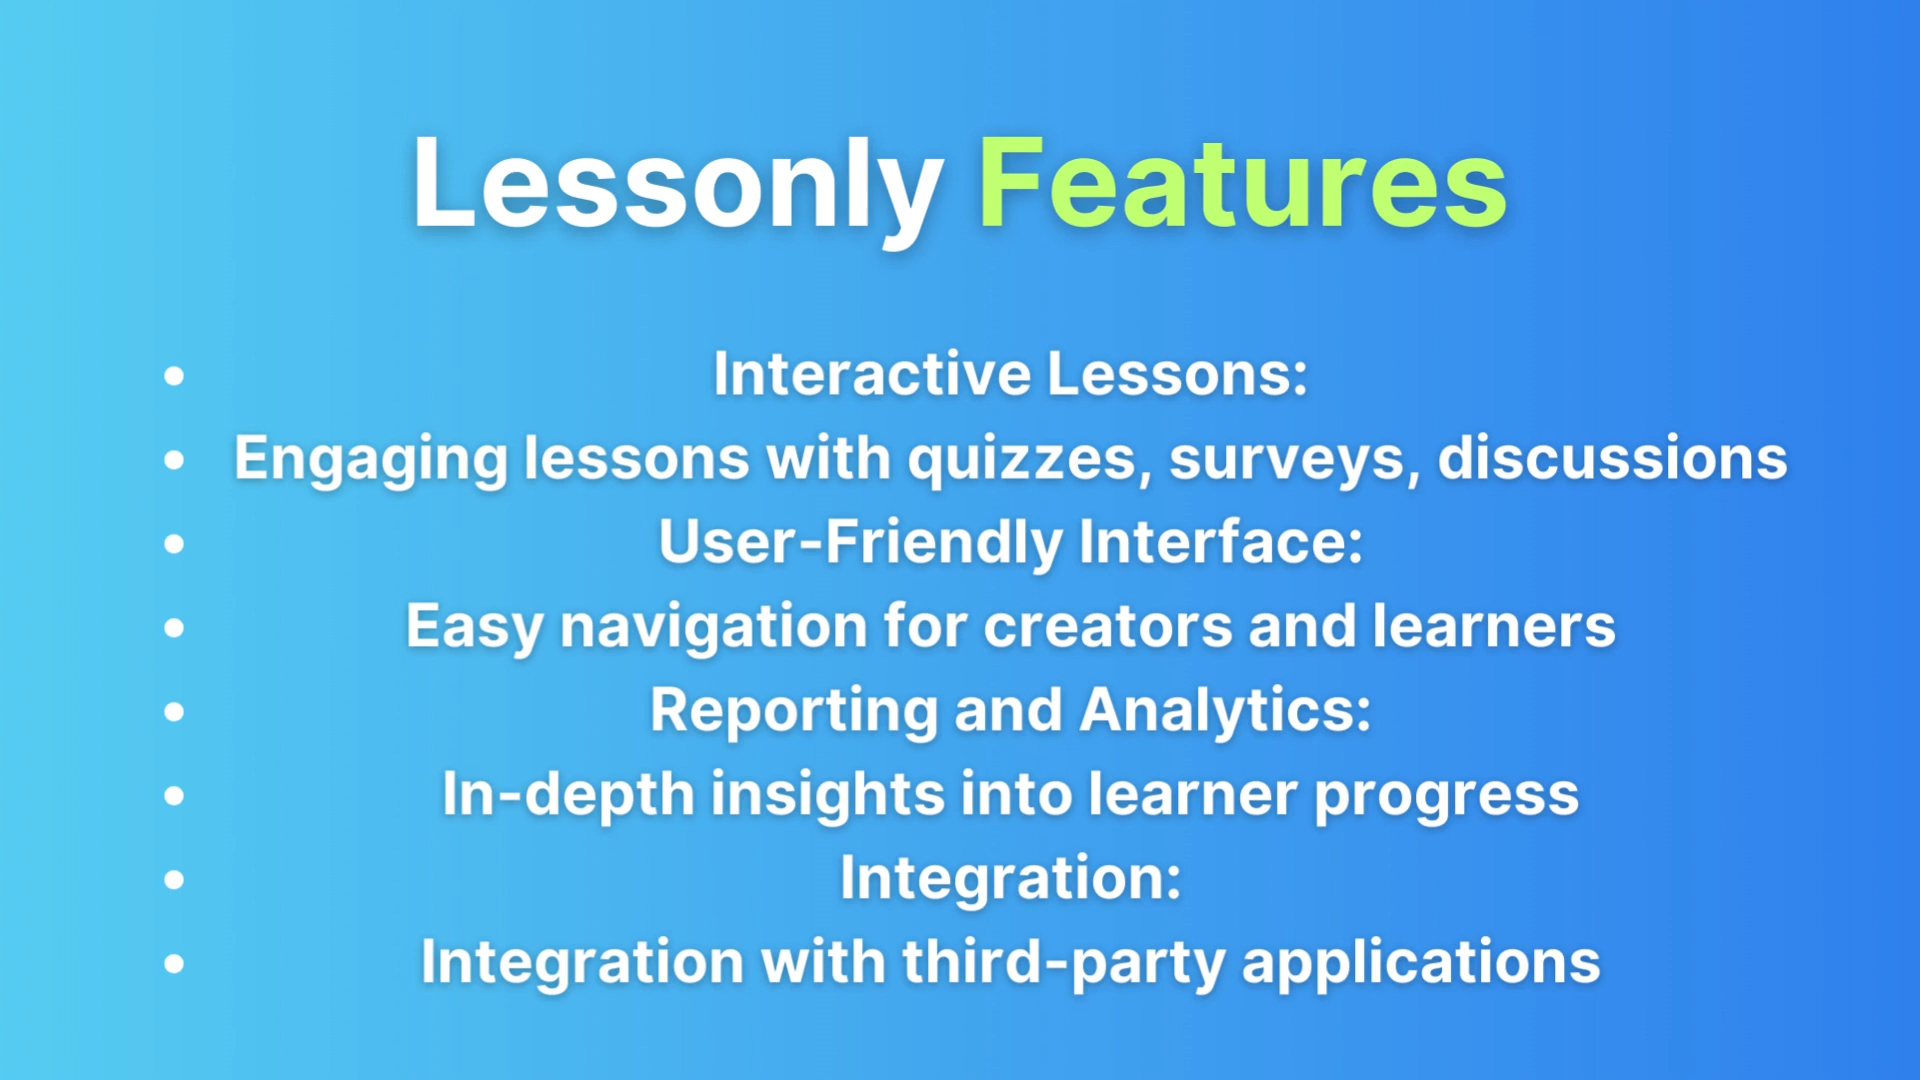 Lessonly Features
• Interactive Lessons:
• Engaging lessons with quizzes, surveys, discussions
• User-Friendly Interface:
• Easy navigation for creators and learners
• Reporting and Analytics:
• In-depth insights into learner progress
• Integration:
• Integration with third-party applications